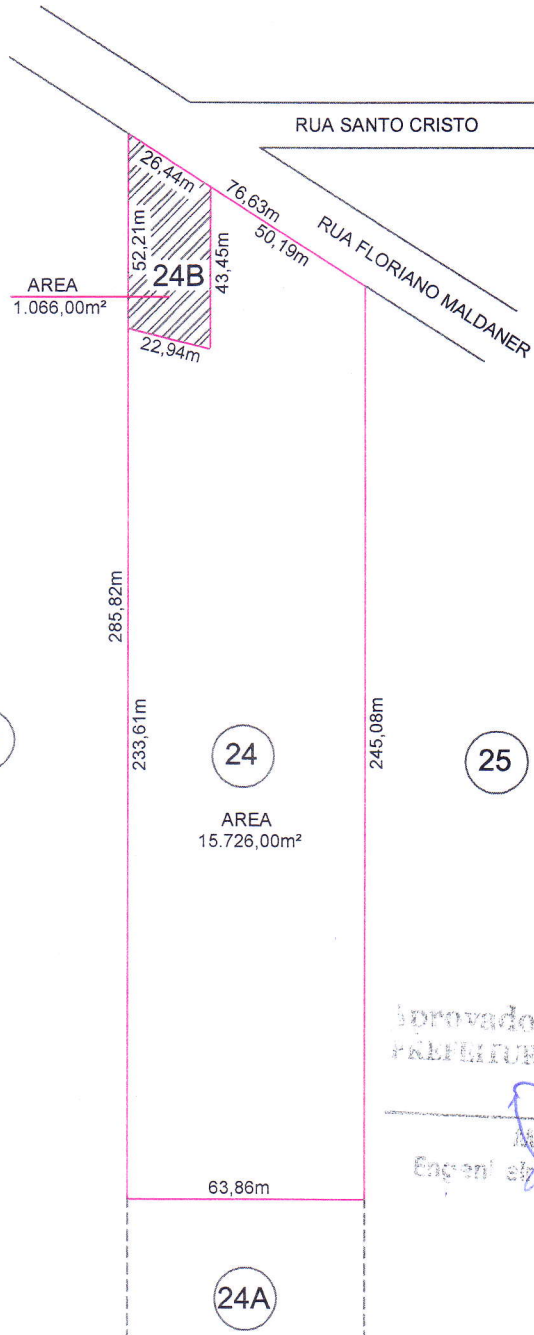 RUA SANTO CRISTO
26,44m
76,63m
50,19m
RUA FLORIANO MALDANER
52,21m
24B
43,45m
AREA
1.066,00m²
22,94m
285,82m
233,61m
24
245,08m
25
AREA
15.726,00m²
Aprovado
PREFEITUR
63,86m
24A